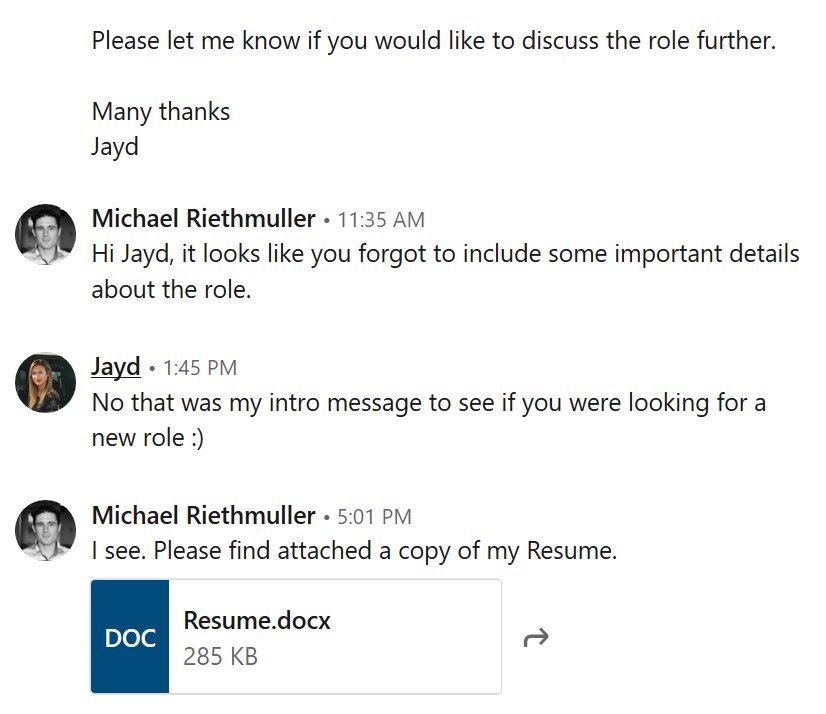 Please let me know if you would like to discuss the role further.
Many thanks
Jayd
Michael Riethmuller • 11:35 AM
Hi Jayd, it looks like you forgot to include some important details
about the role.
Jayd • 1:45 PM
No that was my intro message to see if you were looking for a
new role :)
Michael Riethmuller • 5:01 PM
I see. Please find attached a copy of my Resume.
DOC
Resume.docx
285 KB